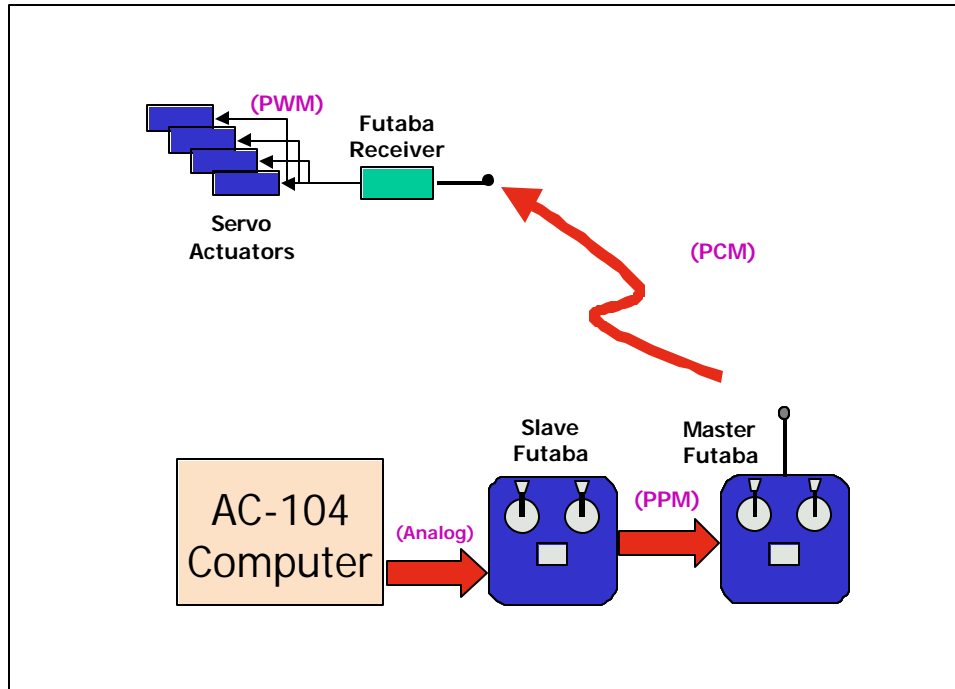 (PWM)
Futaba
Receiver
Servo
Actuators
(PCM)
Slave
Futaba
Master
Futaba
AC-104
Computer
(Analog)
(PPM)